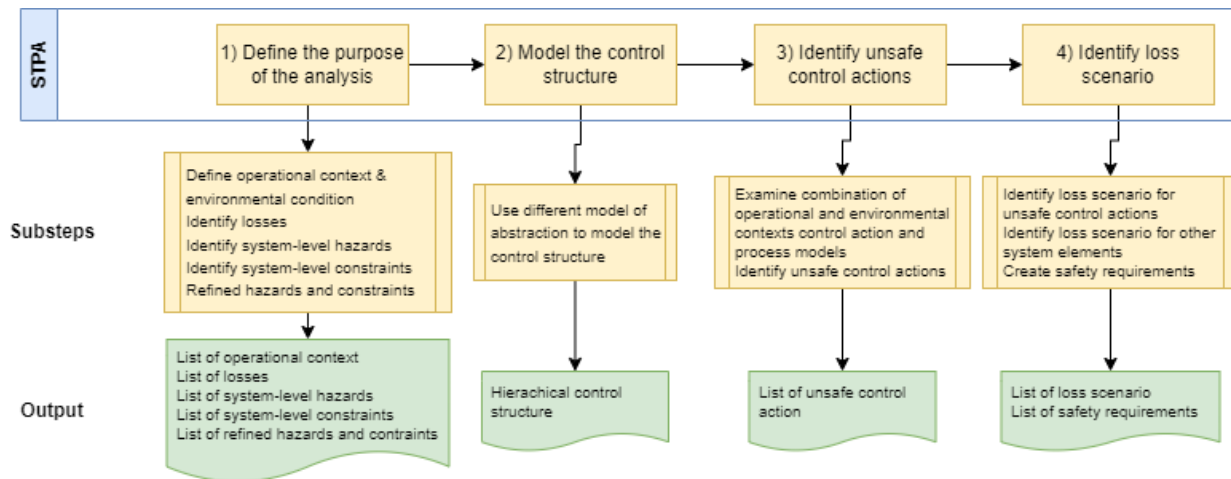 STPA
1) Define the purpose
of the analysis
2) Model the control
structure
3) Identify unsafe
control actions
4) Identify loss
scenario
Substeps
Define operational context &
environmental condition
Identify losses
Identify system-level hazards
Identify system-level constraints
Refined hazards and constraints
Use different model of
abstraction to model the
control structure
Examine combination of
operational and environmental
contexts control action and
process models
Identify unsafe control actions
Identify loss scenario for
unsafe control actions
Identify loss scenario for other
system elements
Create safety requirements
Output
List of operational context
List of losses
List of system-level hazards
List of system-level constraints
List of refined hazards and contraints
Hierachical control
structure
List of unsafe control
action
List of loss scenario
List of safety requirements